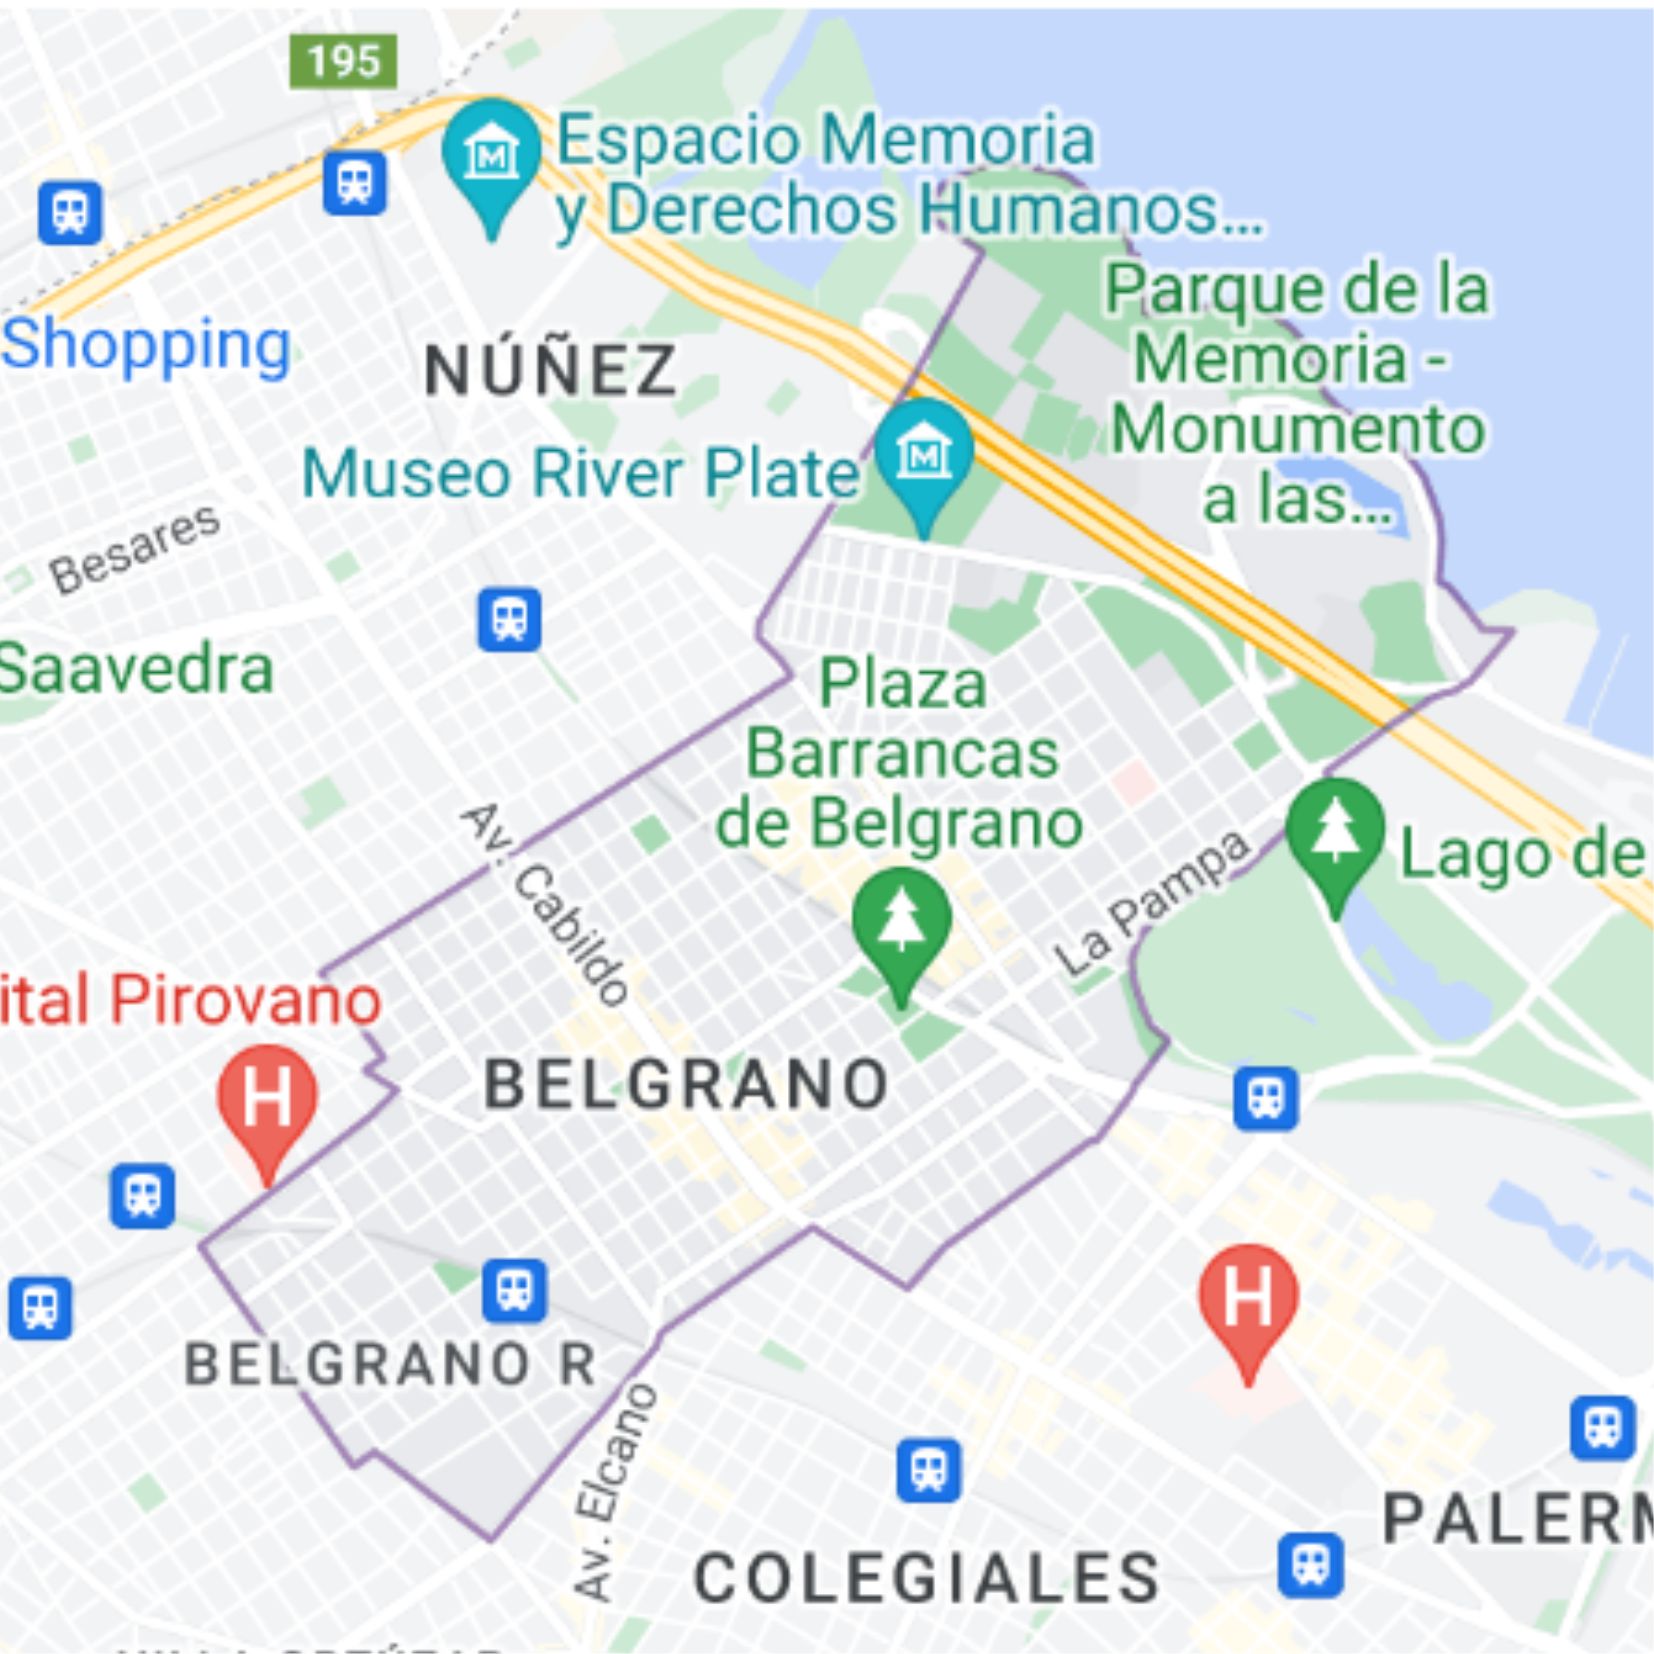 195
Espacio Memoria
y Derechos Humanos...
Parque de la
Memoria -
Monumento
a las...
Shopping
NÚÑEZ
Museo River Plate
Besares
Saavedra
Plaza
Barrancas
de Belgrano
Av. Cabildo
La Pampa
Lago de
ital Pirovano
H
BELGRANO
H
BELGRANO R
Av. Elcano
PALERM
COLEGIALES